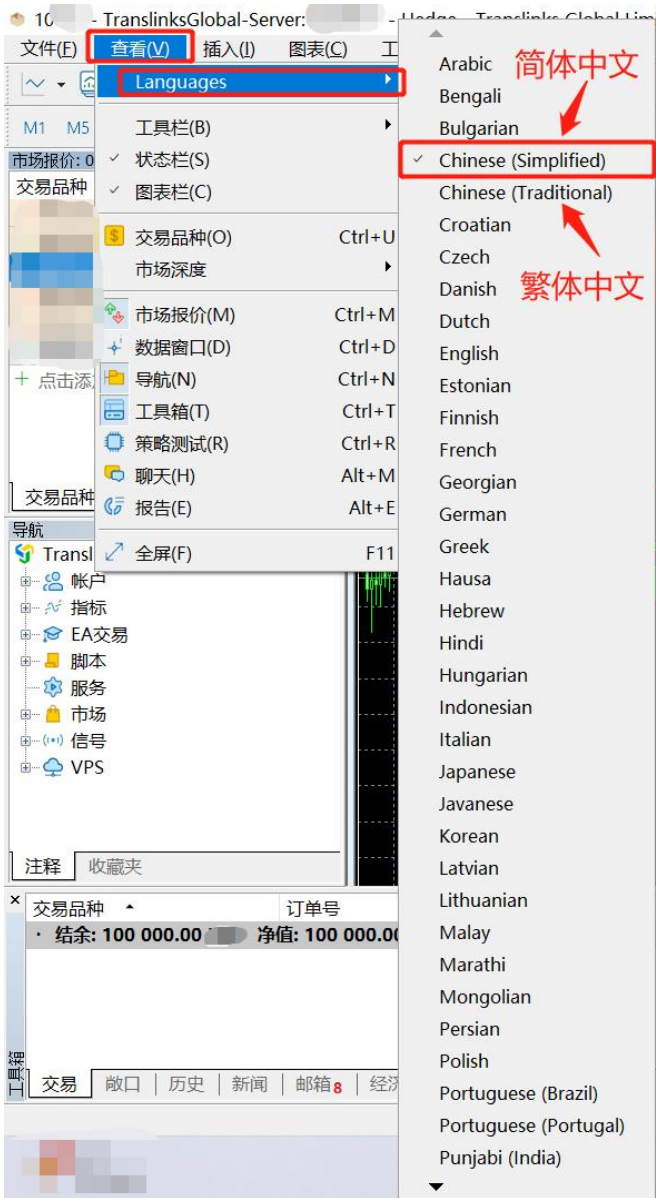 10 - TranslinksGlobal-Server: - Hedge - Translinks Global Lim
文件(F) 查看(V) 插入(I) 图表(C) 工
M1 M5
市场报价: 0
交易品种
点击添
交易品种
Languages
工具栏(B)
状态栏(S)
图表栏(C)
交易品种(O) Ctrl+U
市场深度
市场报价(M) Ctrl+M
数据窗口(D) Ctrl+D
导航(N) Ctrl+N
工具箱(T) Ctrl+T
策略测试(R) Ctrl+R
聊天(H) Alt+M
报告(E) Alt+E
全屏(F) F11
Arabic
简体中文
Bengali
Bulgarian
Chinese (Simplified)
Chinese (Traditional)
Croatian
Czech
繁体中文
Danish
Dutch
English
Estonian
Finnish
French
Georgian
German
Greek
Hausa
Hebrew
Hindi
Hungarian
Indonesian
Italian
Japanese
Javanese
Korean
Latvian
Lithuanian
Malay
Marathi
Mongolian
Persian
Polish
Portuguese (Brazil)
Portuguese (Portugal)
Punjabi (India)
导航
Transl
帐户
指标
EA交易
脚本
服务
市场
信号
VPS
注释 收藏夹
交易品种 订单号
结余: 100 000.00 净值: 100 000.00
工具箱
交易 敞口 历史 新闻 邮箱8 经济